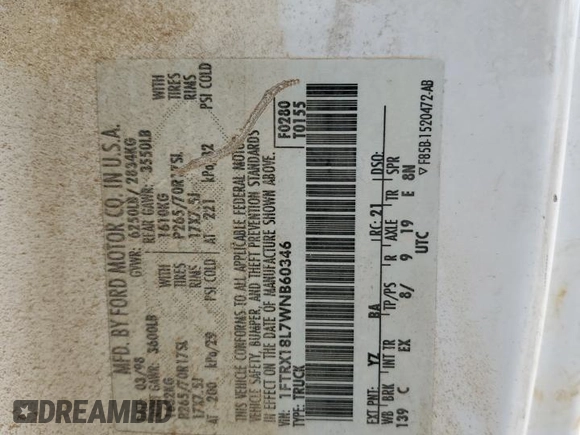 MFD. BY FORD MOTOR CO. IN U.S.A.
03/98 GVWR: 6250LB / 2834KG
FRONT GAWR: 3600LB REAR GAWR: 3550LB
1632KG WITH 1610KG WITH
P265/70R17SL TIRES P265/70R17SL TIRES
17X7.5J RIMS 17X7.5J RIMS
AT 200 kPa/29 PSI COLD AT 221 kPa/32 PSI COLD
THIS VEHICLE CONFORMS TO ALL APPLICABLE FEDERAL MOTOR
VEHICLE SAFETY, BUMPER, AND THEFT PREVENTION STANDARDS
IN EFFECT ON THE DATE OF MANUFACTURE SHOWN ABOVE.
VIN: 1FTRX18L7WNB60346 F0280
TYPE: TRUCK T0155
EXT PNT: YZ BA RC: 21 DSO:
WB BRK INT TR TP/PS R AXLE TR SPR
139 C EX 8/ 9 19 E 8N
UTC
▽ F85B-1520472-AB
© DREAMBID